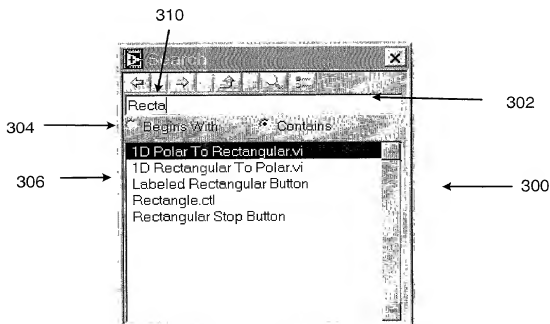 310
Search
Recta
302
304
Begins With Contains
1D Polar To Rectangular.vi
306
1D Rectangular To Polar.vi
300
Labeled Rectangular Button
Rectangle.ctl
Rectangular Stop Button